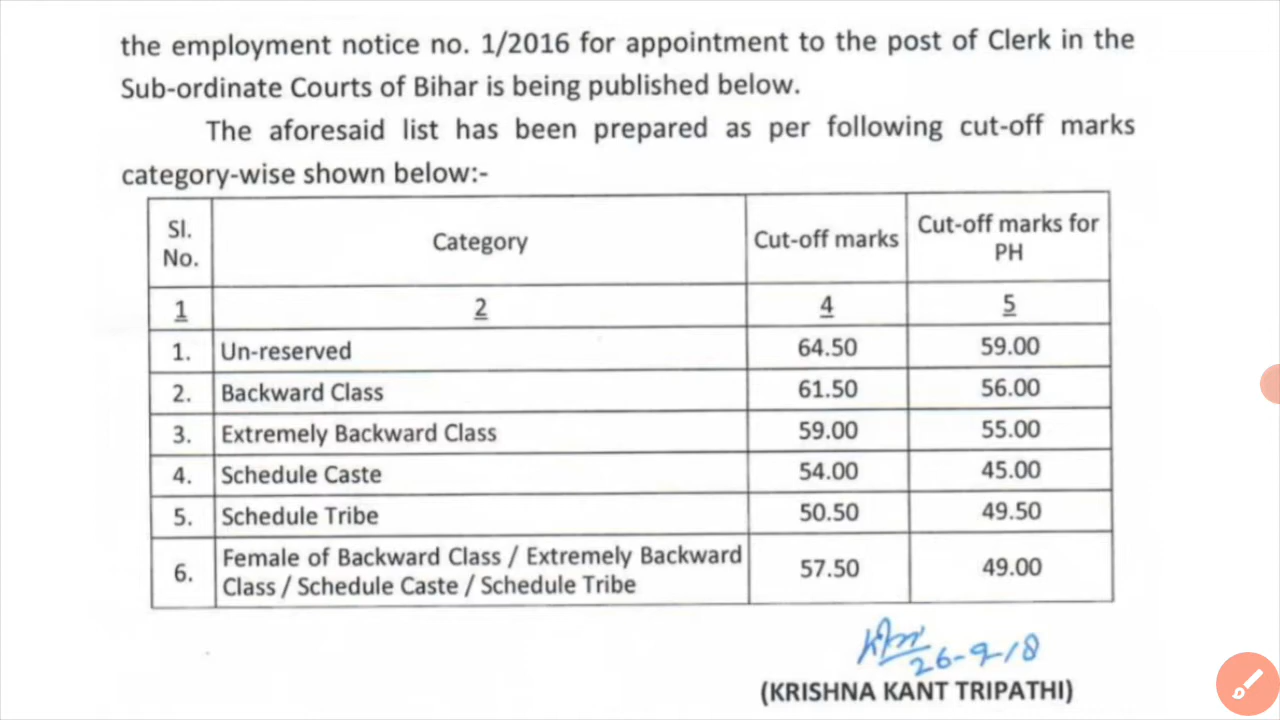 the employment notice no. 1/2016 for appointment to the post of Clerk in the
Sub-ordinate Courts of Bihar is being published below.
The aforesaid list has been prepared as per following cut-off marks
category-wise shown below:-
Sl. No. Category Cut-off marks Cut-off marks for PH
1 2 4 5
1. Un-reserved 64.50 59.00
2. Backward Class 61.50 56.00
3. Extremely Backward Class 59.00 55.00
4. Schedule Caste 54.00 45.00
5. Schedule Tribe 50.50 49.50
6. Female of Backward Class / Extremely Backward
Class / Schedule Caste / Schedule Tribe 57.50 49.00
26-9-18
(KRISHNA KANT TRIPATHI)